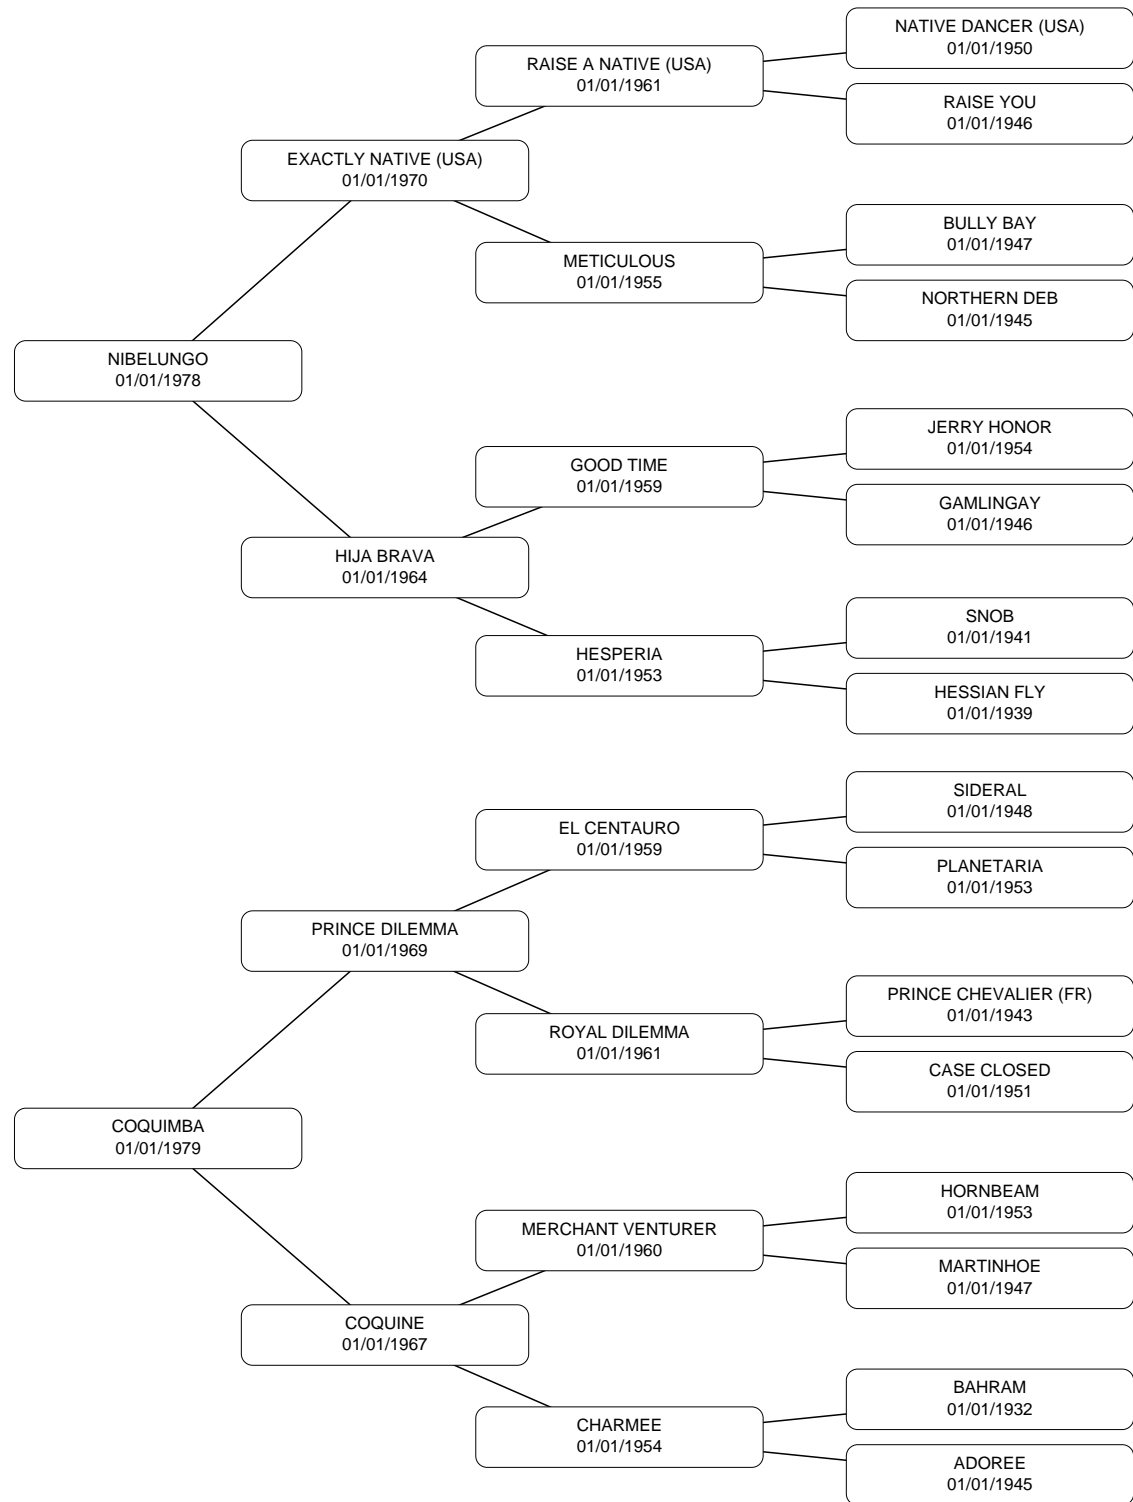 NATIVE DANCER (USA)
01/01/1950
RAISE A NATIVE (USA)
01/01/1961
RAISE YOU
01/01/1946
EXACTLY NATIVE (USA)
01/01/1970
BULLY BAY
01/01/1947
METICULOUS
01/01/1955
NORTHERN DEB
01/01/1945
NIBELUNGO
01/01/1978
JERRY HONOR
01/01/1954
GOOD TIME
01/01/1959
GAMLINGAY
01/01/1946
HIJA BRAVA
01/01/1964
SNOB
01/01/1941
HESPERIA
01/01/1953
HESSIAN FLY
01/01/1939
SIDERAL
01/01/1948
EL CENTAURO
01/01/1959
PLANETARIA
01/01/1953
PRINCE DILEMMA
01/01/1969
PRINCE CHEVALIER (FR)
01/01/1943
ROYAL DILEMMA
01/01/1961
CASE CLOSED
01/01/1951
COQUIMBA
01/01/1979
HORNBEAM
01/01/1953
MERCHANT VENTURER
01/01/1960
MARTINHOE
01/01/1947
COQUINE
01/01/1967
BAHRAM
01/01/1932
CHARMEE
01/01/1954
ADOREE
01/01/1945